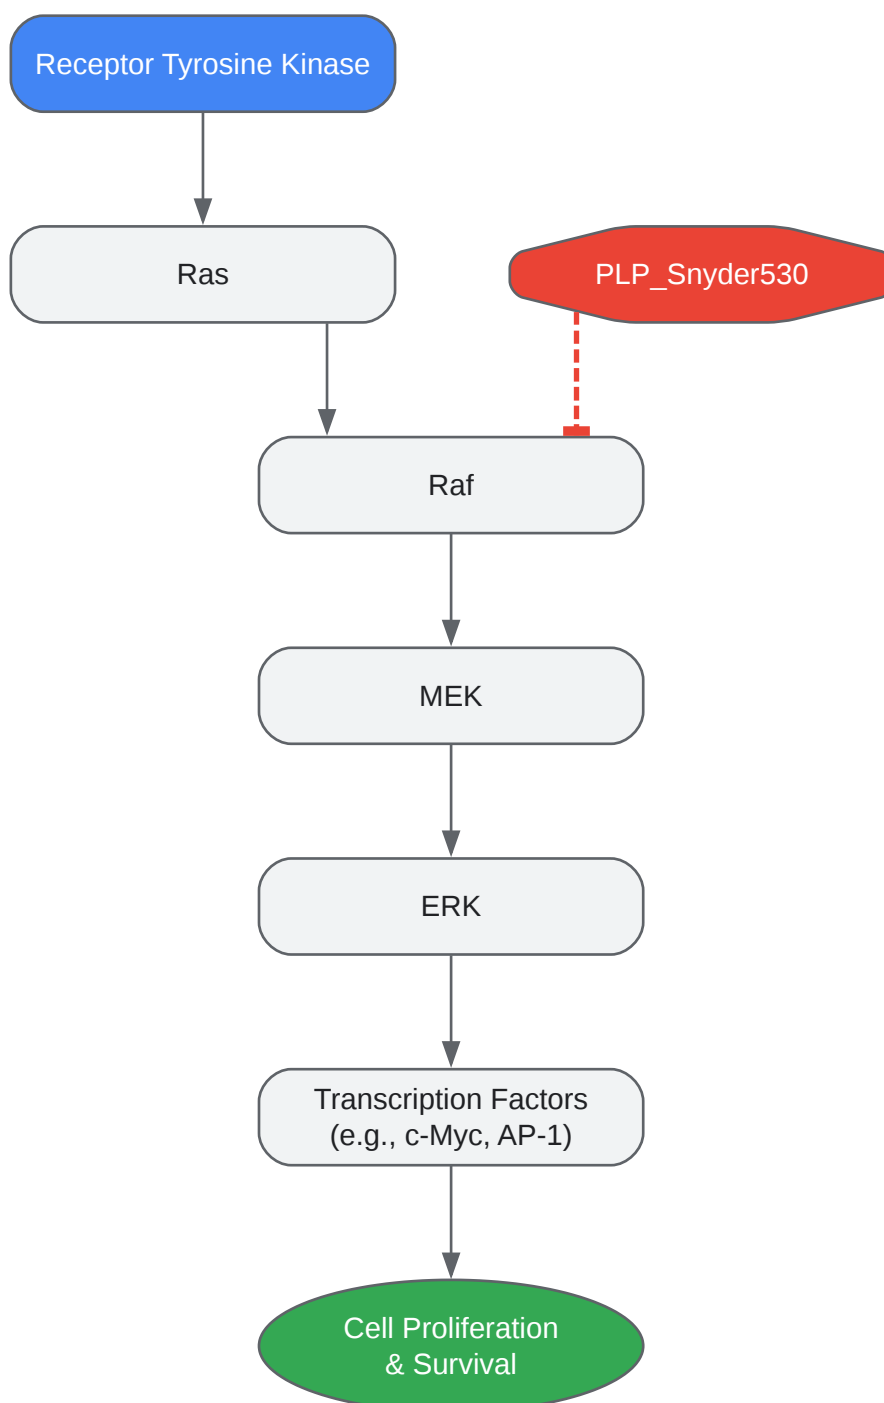 Receptor Tyrosine Kinase
Ras
PLP_Snyder530
Raf
MEK
ERK
Transcription Factors
(e.g., c-Myc, AP-1)
Cell Proliferation
& Survival